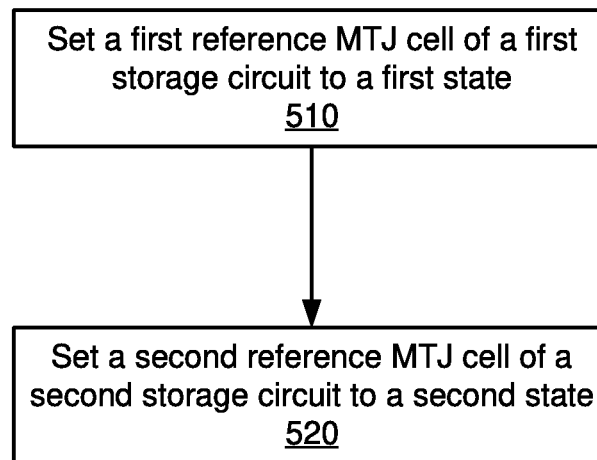 Set a first reference MTJ cell of a first
storage circuit to a first state
510
Set a second reference MTJ cell of a
second storage circuit to a second state
520